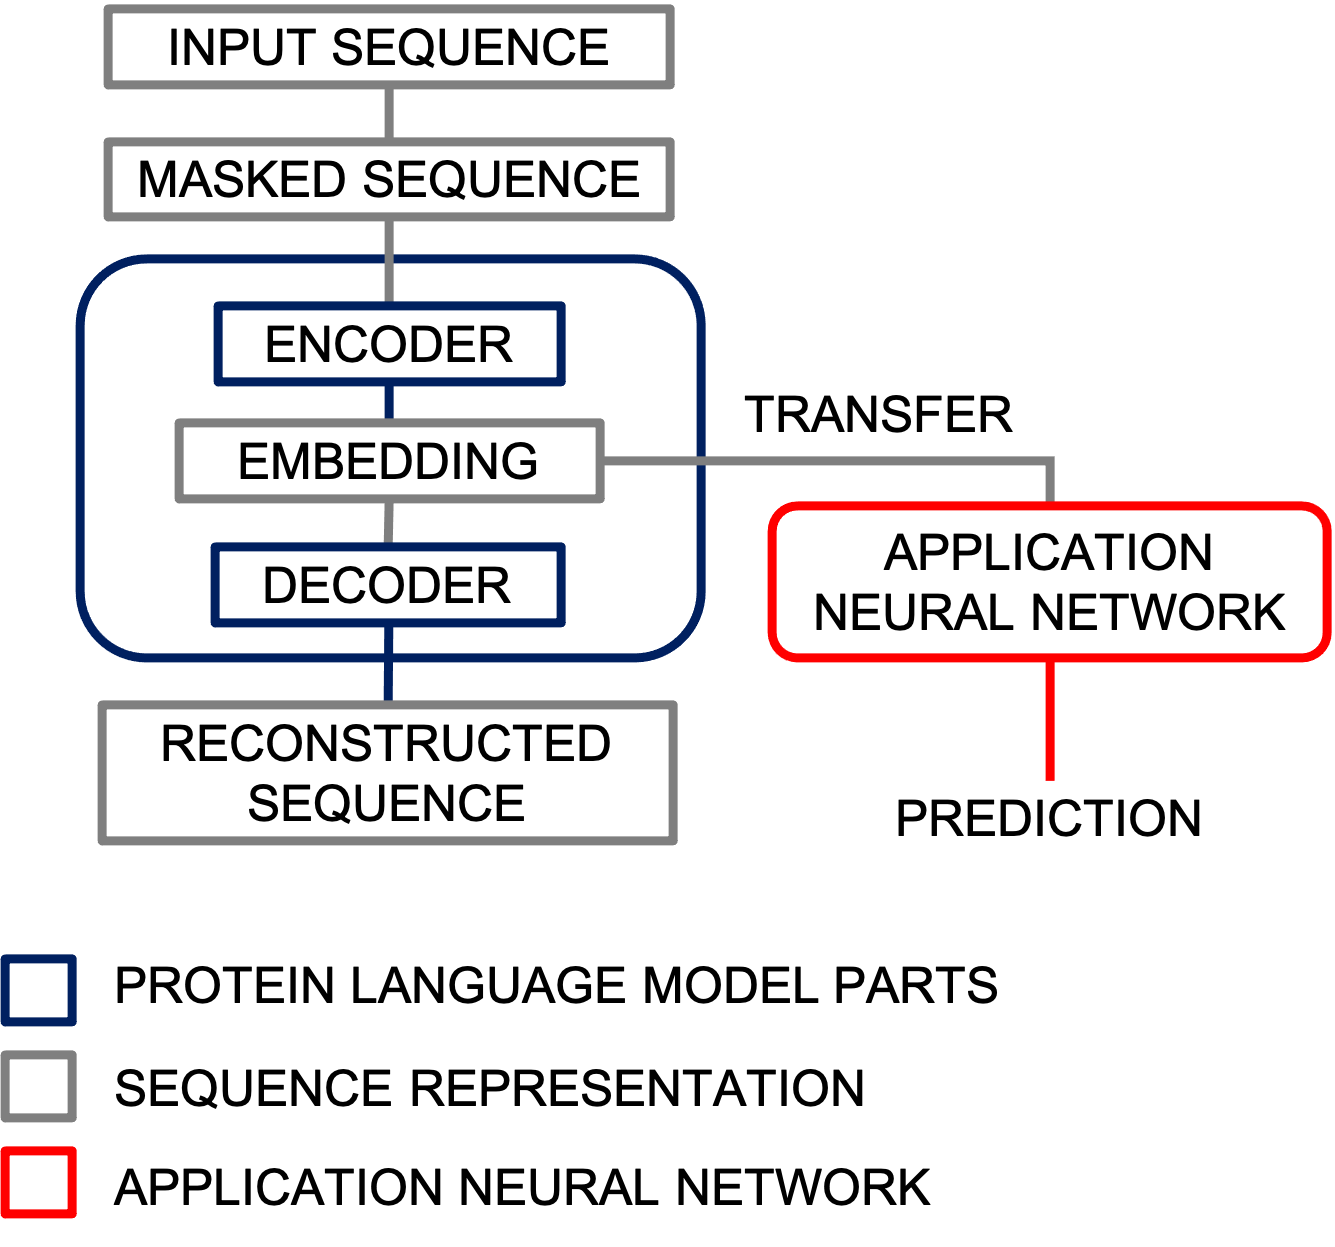 INPUT SEQUENCE
MASKED SEQUENCE
ENCODER
EMBEDDING
DECODER
RECONSTRUCTED
SEQUENCE
TRANSFER
APPLICATION
NEURAL NETWORK
PREDICTION
PROTEIN LANGUAGE MODEL PARTS
SEQUENCE REPRESENTATION
APPLICATION NEURAL NETWORK